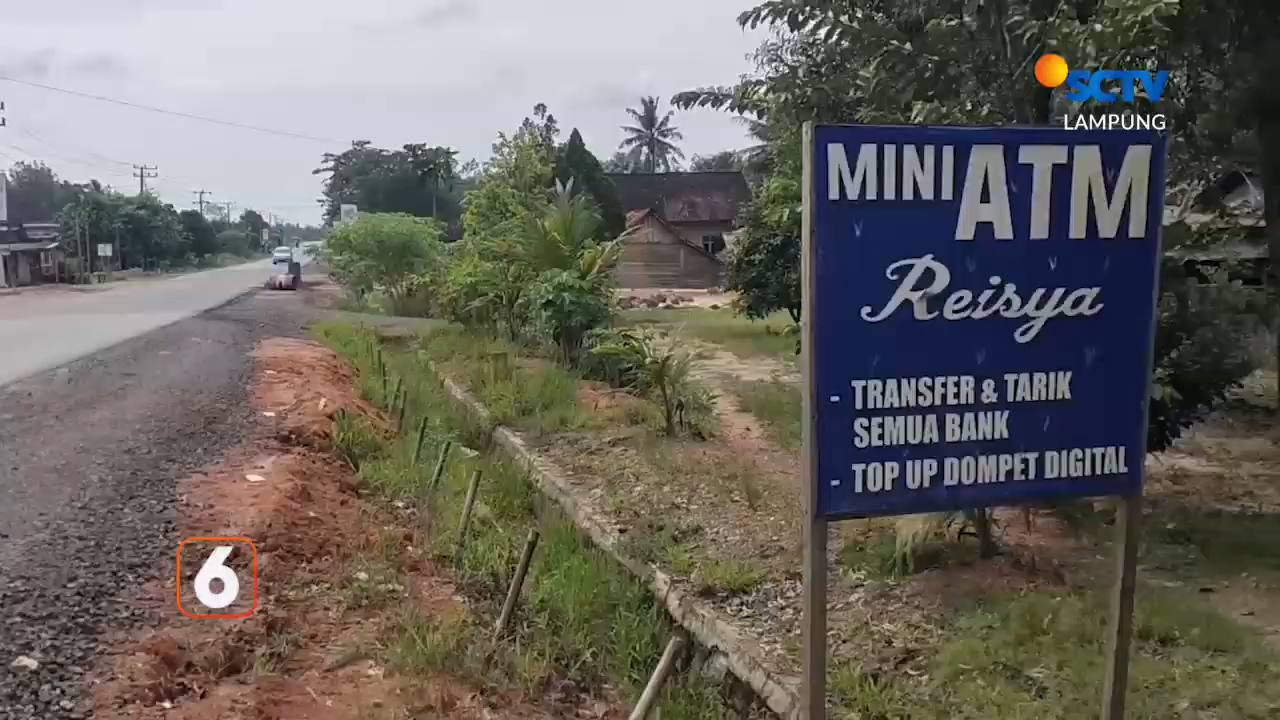 SCTV
LAMPUNG
MINI ATM
Reisya
- TRANSFER & TARIK
SEMUA BANK
- TOP UP DOMPET DIGITAL
6